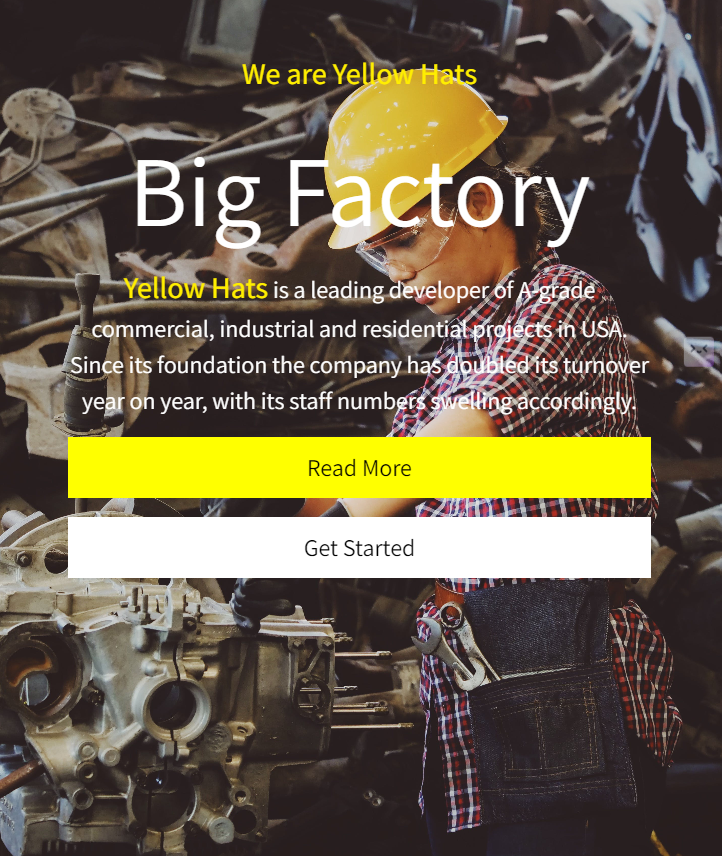 We are Yellow Hats
Big Factory
Yellow Hats is a leading developer of A-grade
commercial, industrial and residential projects in USA.
Since its foundation the company has doubled its turnover
year on year, with its staff numbers swelling accordingly.
Read More
Get Started